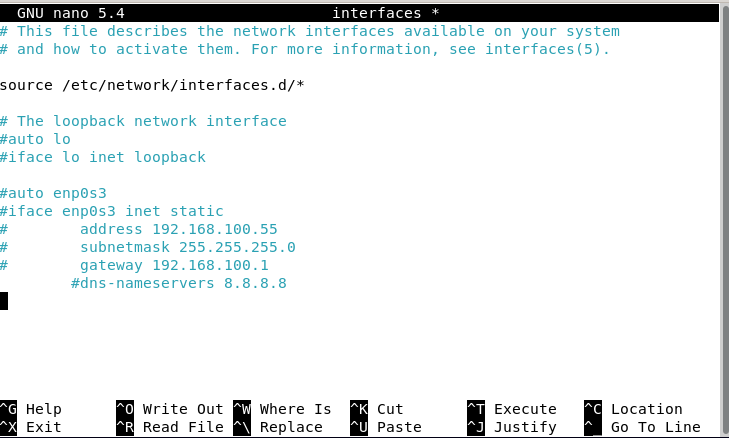 GNU nano 5.4 interfaces *
# This file describes the network interfaces available on your system
# and how to activate them. For more information, see interfaces(5).
source /etc/network/interfaces.d/*
# The loopback network interface
#auto lo
#iface lo inet loopback
#auto enp0s3
#iface enp0s3 inet static
# address 192.168.100.55
# subnetmask 255.255.255.0
# gateway 192.168.100.1
#dns-nameservers 8.8.8.8
^G Help ^O Write Out ^W Where Is ^K Cut ^T Execute ^C Location
^X Exit ^R Read File ^\ Replace ^U Paste ^J Justify ^ Go To Line